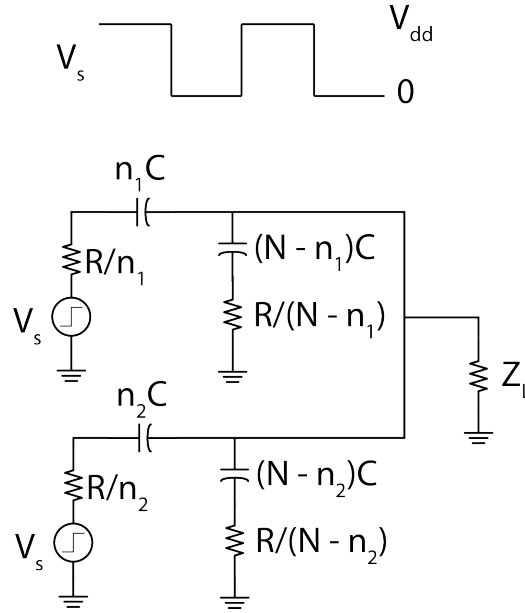 V_dd
V_s
0
n_1C
(N - n_1)C
R/n_1
R/(N - n_1)
V_s
Z_L
n_2C
(N - n_2)C
R/n_2
R/(N - n_2)
V_s